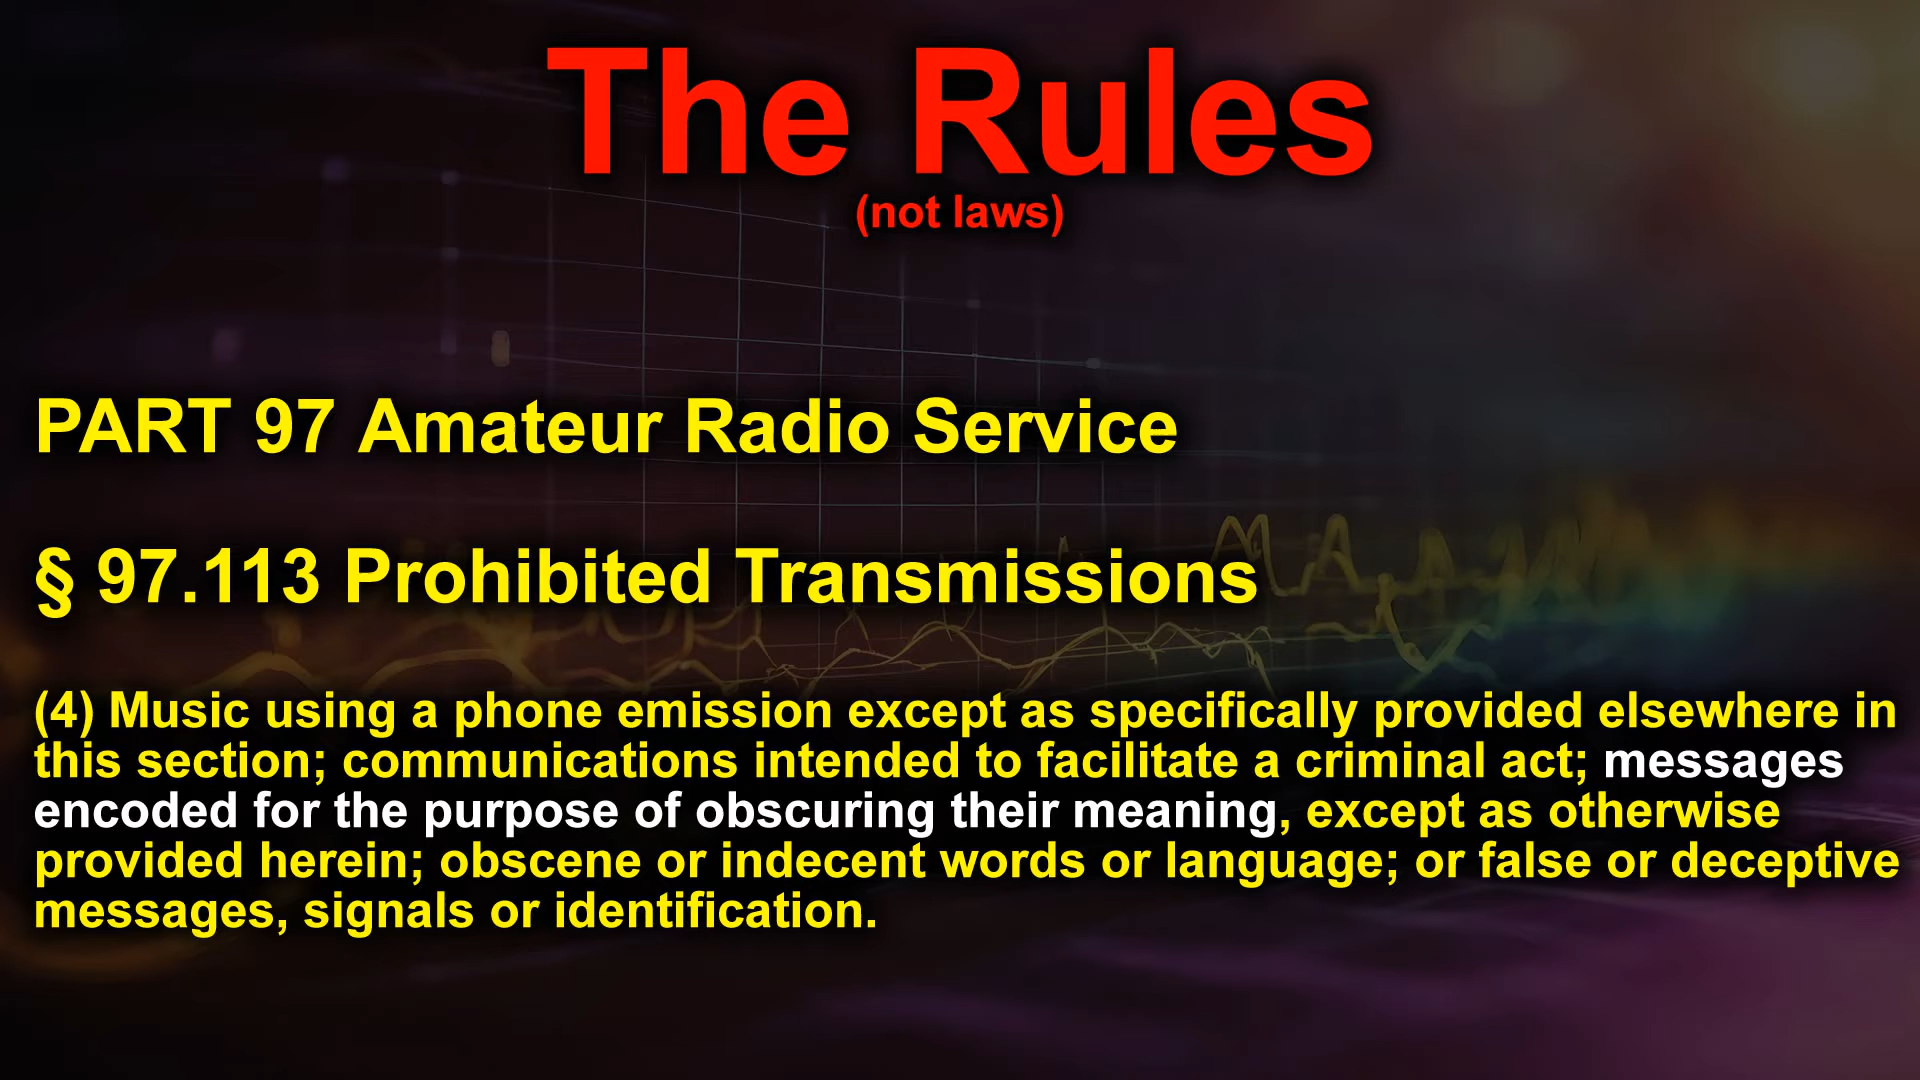 The Rules
(not laws)
PART 97 Amateur Radio Service
§ 97.113 Prohibited Transmissions
(4) Music using a phone emission except as specifically provided elsewhere in
this section; communications intended to facilitate a criminal act; messages
encoded for the purpose of obscuring their meaning, except as otherwise
provided herein; obscene or indecent words or language; or false or deceptive
messages, signals or identification.